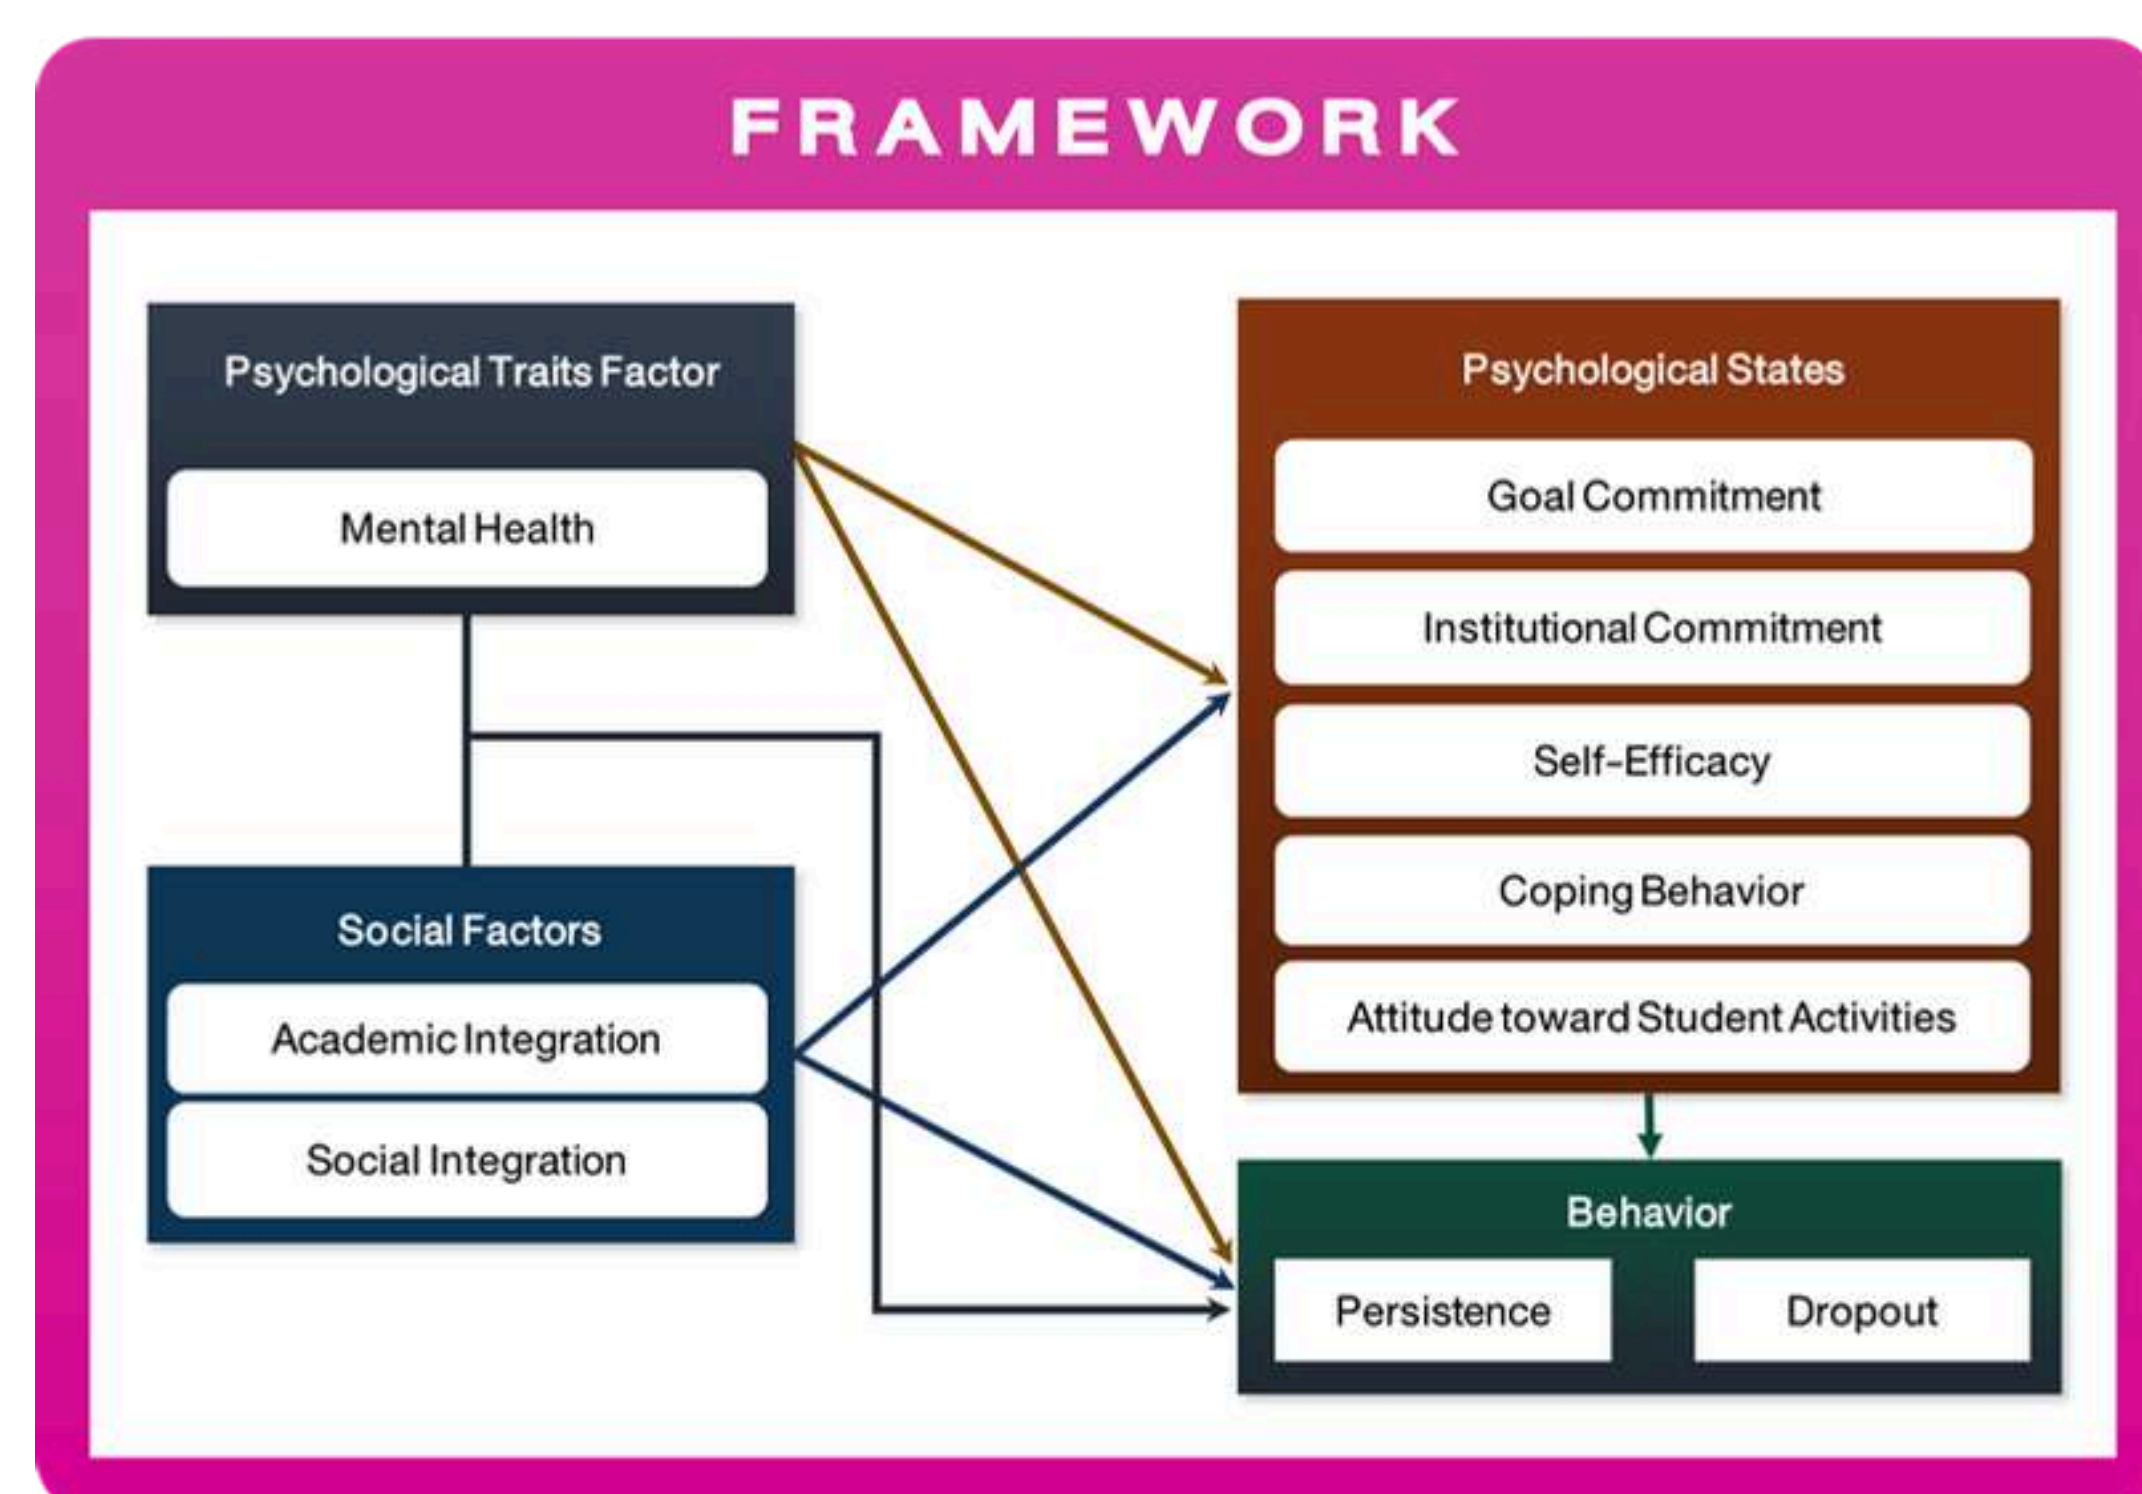 FRAMEWORK
Psychological Traits Factor
Mental Health
Social Factors
Academic Integration
Social Integration
Psychological States
Goal Commitment
Institutional Commitment
Self-Efficacy
Coping Behavior
Attitude toward Student Activities
Behavior
Persistence
Dropout